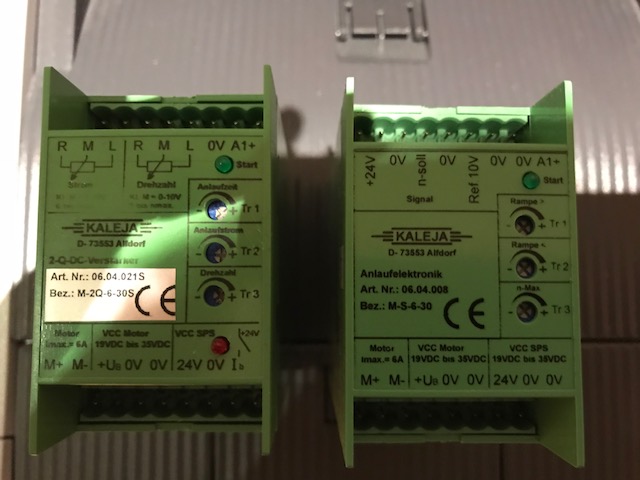 R M L R M L 0V A1+
Strom Drehzahl Start
Anlaufzeit
- + Tr 1
KALEJA
D- 73553 Alfdorf
Anlaufstrom
- + Tr 2
2-Q-DC-Verstärker
Art. Nr.: 06.04.021S
Bez.: M-2Q-6-30S CE
Drehzahl
- + Tr 3
Motor VCC Motor VCC SPS +24V
Imax.= 6A 19VDC bis 35VDC
M+ M- +UB 0V 0V 24V 0V Ib
+24V 0V n-soll 0V Ref 10V 0V 0V A1+
Signal Start
Rampe +
- + Tr 1
KALEJA
D- 73553 Alfdorf
Rampe -
- + Tr 2
Anlaufelektronik
Art. Nr.: 06.04.008
Bez.: M-S-6-30 CE
n-Max
- + Tr 3
Motor VCC Motor VCC SPS
Imax.= 6A 19VDC bis 35VDC 19VDC bis 35VDC
M+ M- +UB 0V 0V 24V 0V 0V